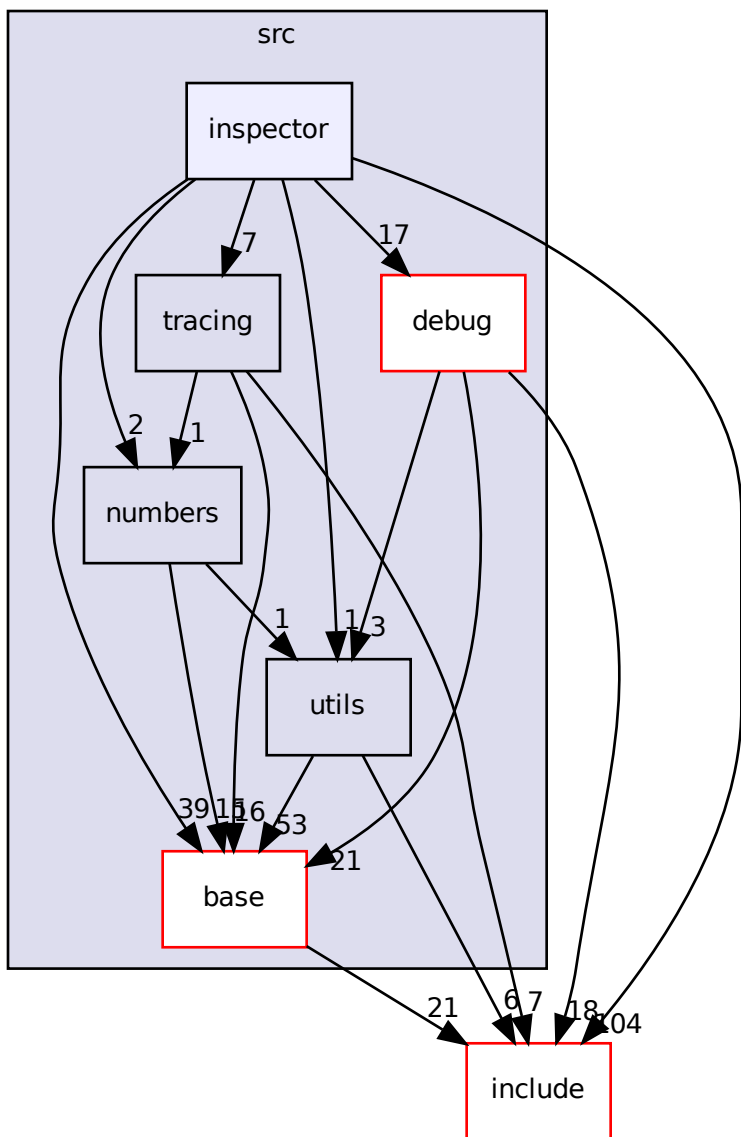 src
inspector
17
7
tracing
debug
2
1
numbers
1
1
3
utils
39
15
16
53
21
base
21
6
7
18
104
include